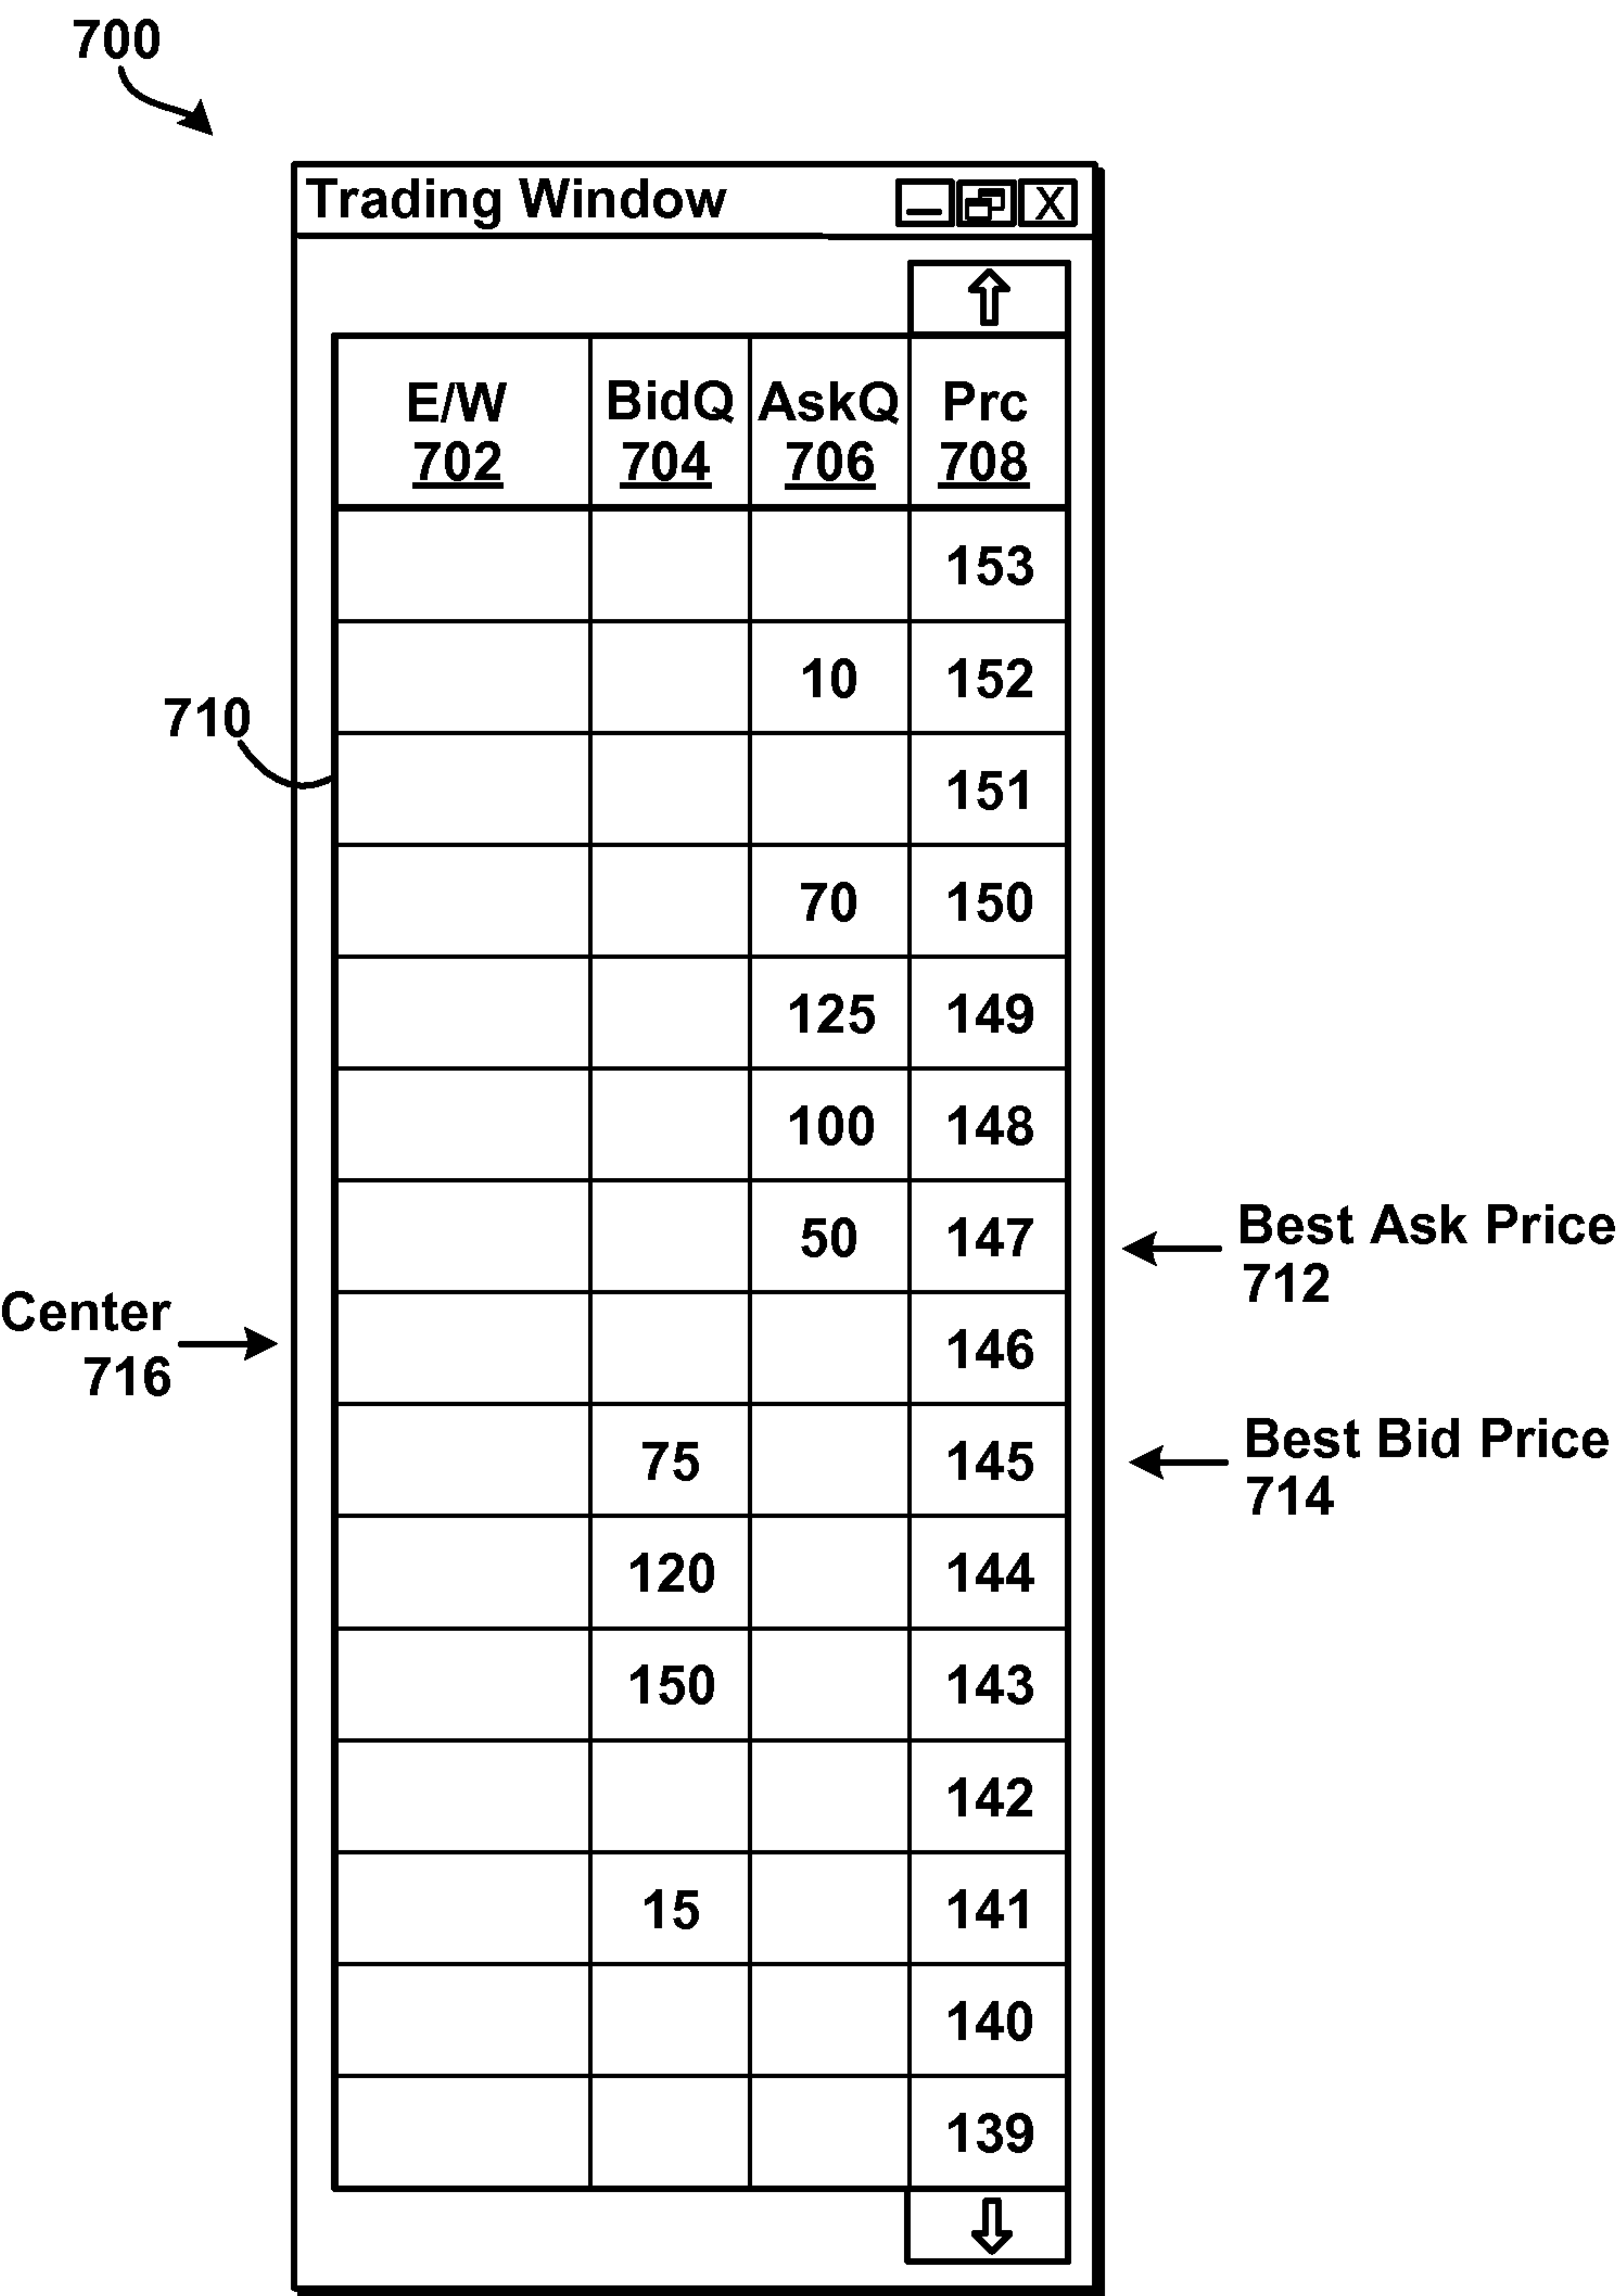 700
Trading Window
X
E/W BidQ AskQ Prc
702 704 706 708
153
10 152
710
151
70 150
125 149
100 148
50 147
Best Ask Price
712
Center
716
146
75 145
Best Bid Price
714
120 144
150 143
142
15 141
140
139